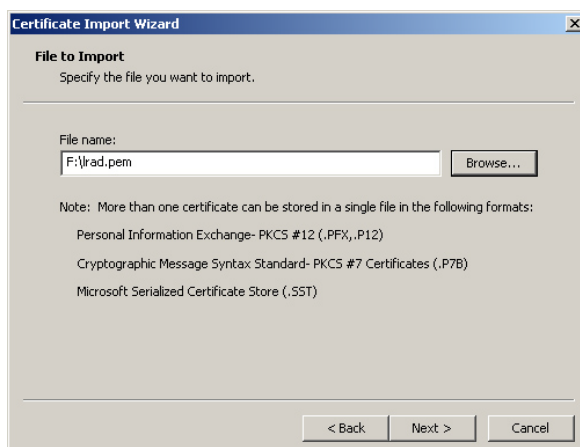 Certificate Import Wizard
File to Import
Specify the file you want to import.
File name:
F:\lrad.pem
Browse...
Note: More than one certificate can be stored in a single file in the following formats:
Personal Information Exchange- PKCS #12 (.PFX,.P12)
Cryptographic Message Syntax Standard- PKCS #7 Certificates (.P7B)
Microsoft Serialized Certificate Store (.SST)
< Back
Next >
Cancel